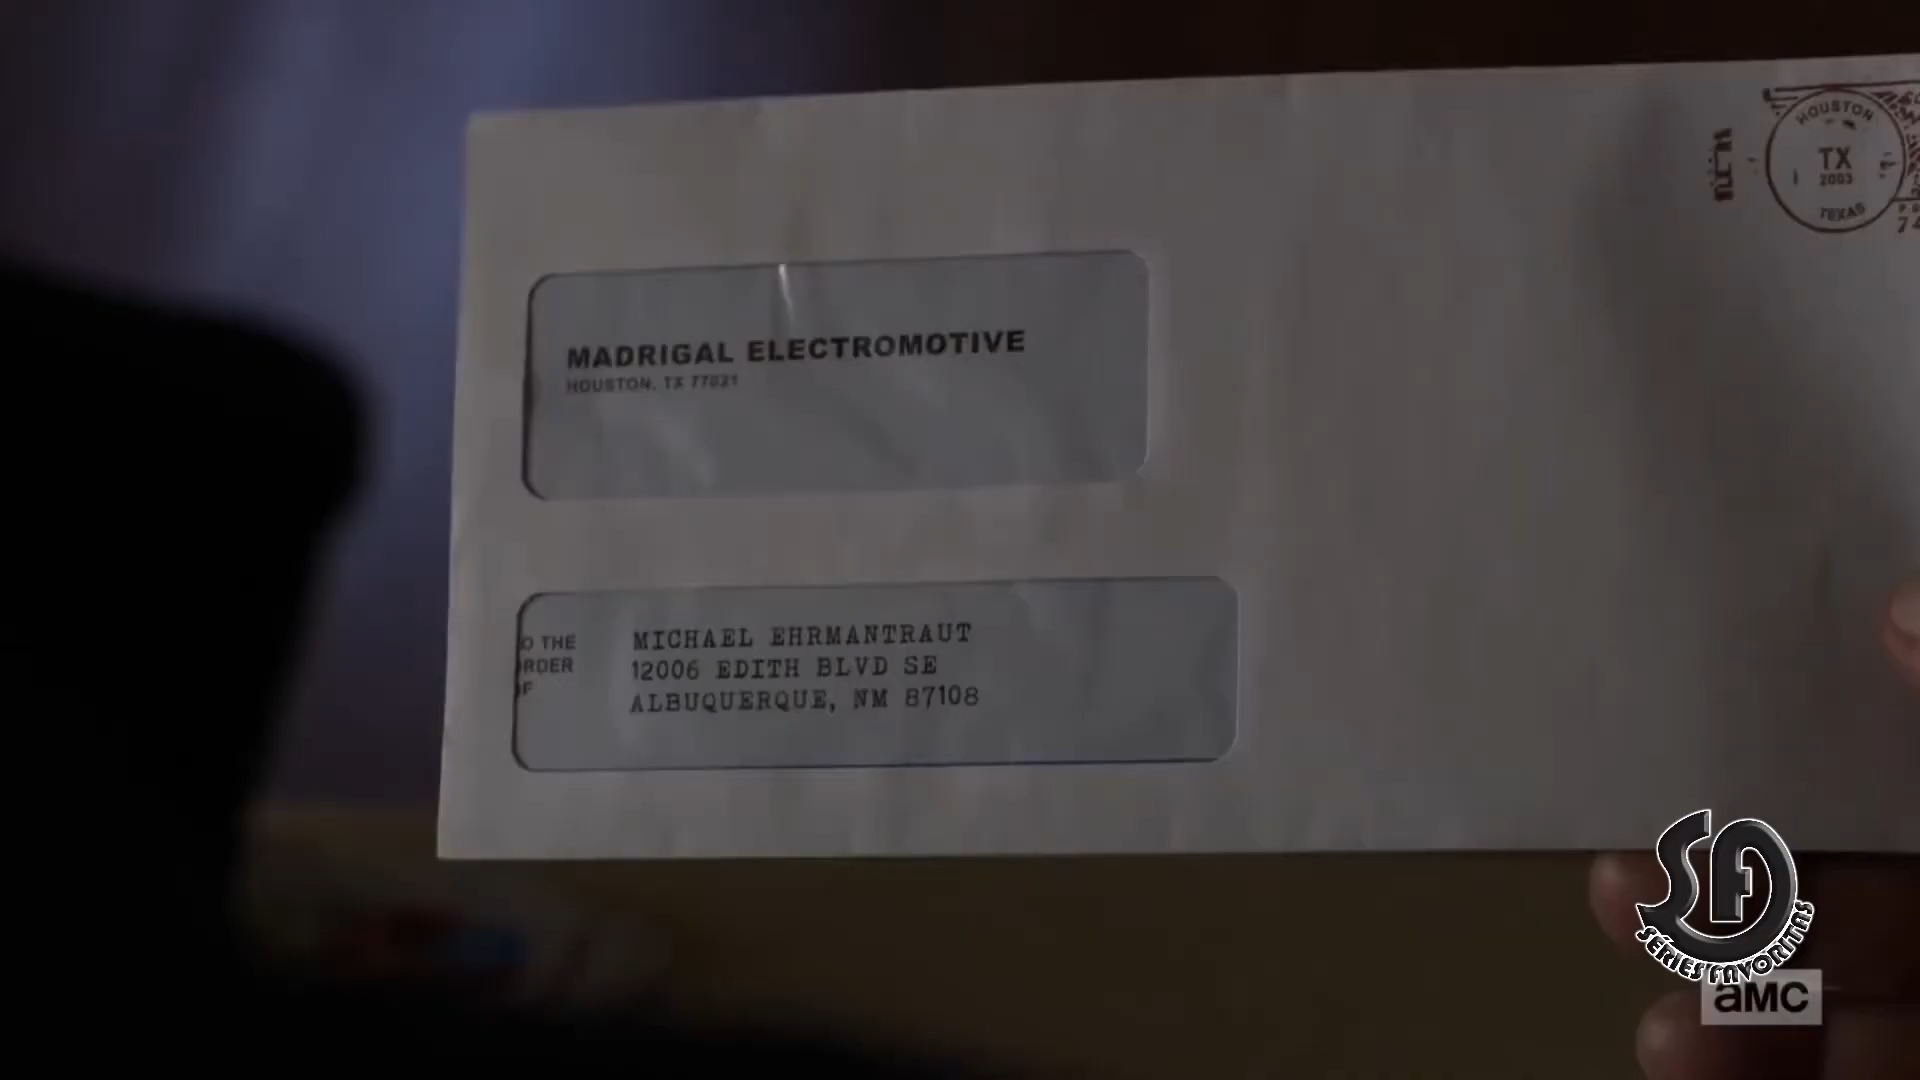 HOUSTON
TX
2003
TEXAS
MADRIGAL ELECTROMOTIVE
HOUSTON, TX 77021
O THE
RDER
F
MICHAEL EHRMANTRAUT
12006 EDITH BLVD SE
ALBUQUERQUE, NM 87108
SA
SÉRIES FAVORITAS
aMC